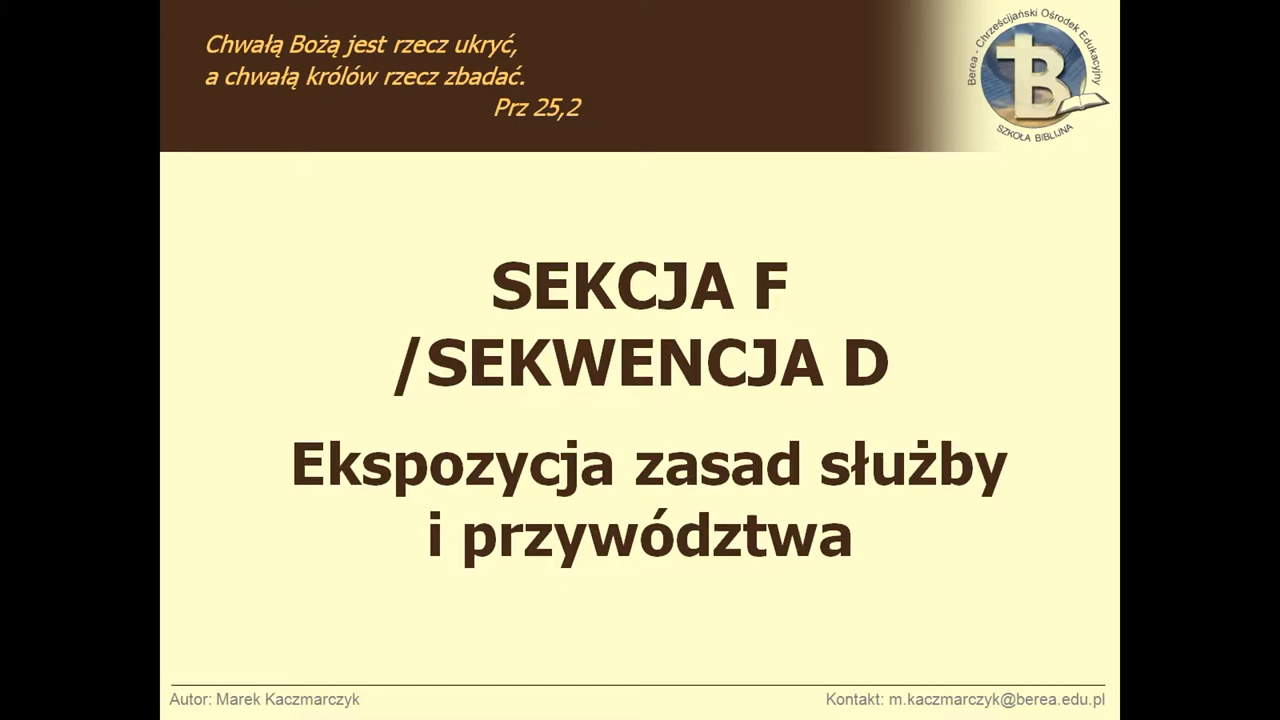 Chwałą Bożą jest rzecz ukryć,
a chwałą królów rzecz zbadać.
Prz 25,2
Berea - Chrześcijański Ośrodek Edukacyjny
B
SZKOŁA BIBLIJNA
SEKCJA F
/SEKWENCJA D
Ekspozycja zasad służby
i przywództwa
Autor: Marek Kaczmarczyk
Kontakt: m.kaczmarczyk@berea.edu.pl